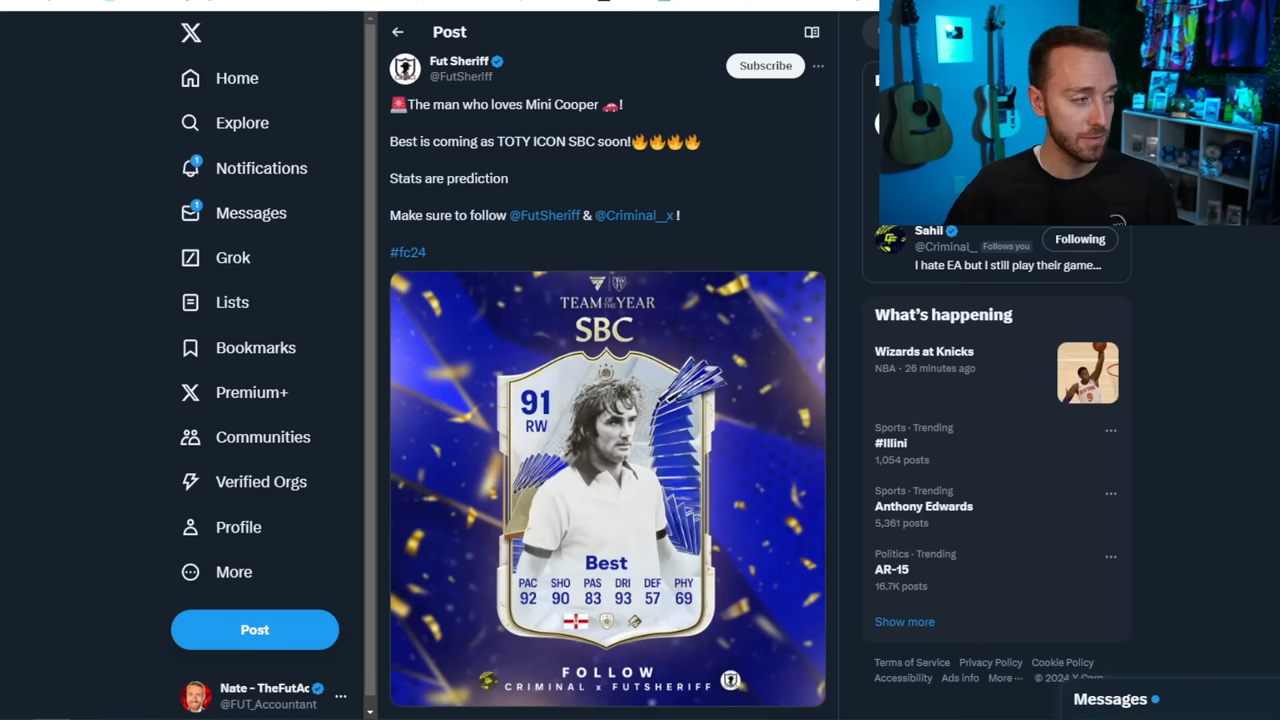 Home
Explore
1
Notifications
1
Messages
Grok
Lists
Bookmarks
Premium+
Communities
Verified Orgs
Profile
More
Post
Nate - TheFutAc
@FUT_Accountant
Post
Fut Sheriff
@FutSheriff
Subscribe
The man who loves Mini Cooper !
Best is coming as TOTY ICON SBC soon!
Stats are prediction
Make sure to follow @FutSheriff & @Criminal__x !
#fc24
TEAM OF THE YEAR
SBC
91
RW
Best
PAC SHO PAS DRI DEF PHY
92 90 83 93 57 69
FOLLOW
CRIMINAL x FUTSHERIFF
Sahil
@Criminal__ Follows you
Following
I hate EA but I still play their game...
What's happening
Wizards at Knicks
NBA · 26 minutes ago
Sports · Trending
#Illini
1,054 posts
Sports · Trending
Anthony Edwards
5,361 posts
Politics · Trending
AR-15
16.7K posts
Show more
Terms of Service Privacy Policy Cookie Policy
Accessibility Ads info More ··· © 2024 X Corp.
Messages